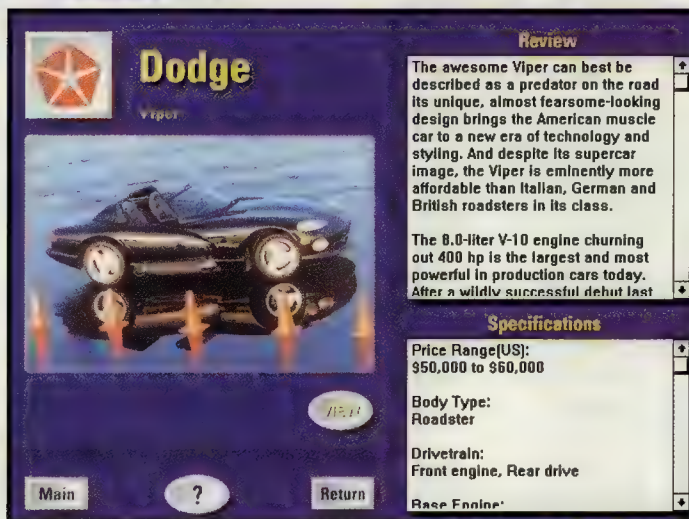 Dodge
Viper
Review
The awesome Viper can best be
described as a predator on the road
its unique, almost fearsome-looking
design brings the American muscle
car to a new era of technology and
styling. And despite its supercar
image, the Viper is eminently more
affordable than Italian, German and
British roadsters in its class.
The 8.0-liter V-10 engine churning
out 400 hp is the largest and most
powerful in production cars today.
After a wildly successful debut last
Specifications
Price Range(US):
$50,000 to $60,000
Body Type:
Roadster
Drivetrain:
Front engine, Rear drive
Base Engine:
Main
?
Return